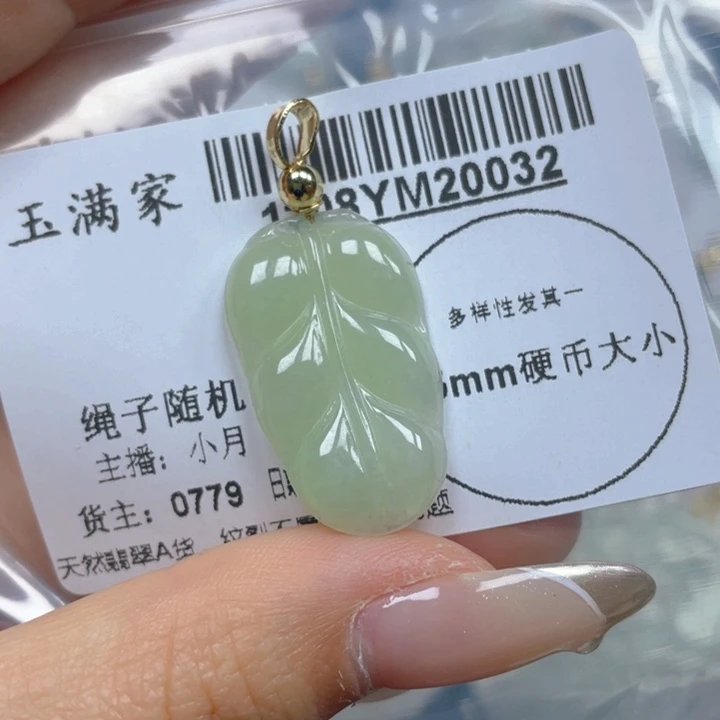 玉满家
YM20032
多样性发其一
mm硬币大小
绳子随机
主播：小月
货主：0779
天然翡翠A货